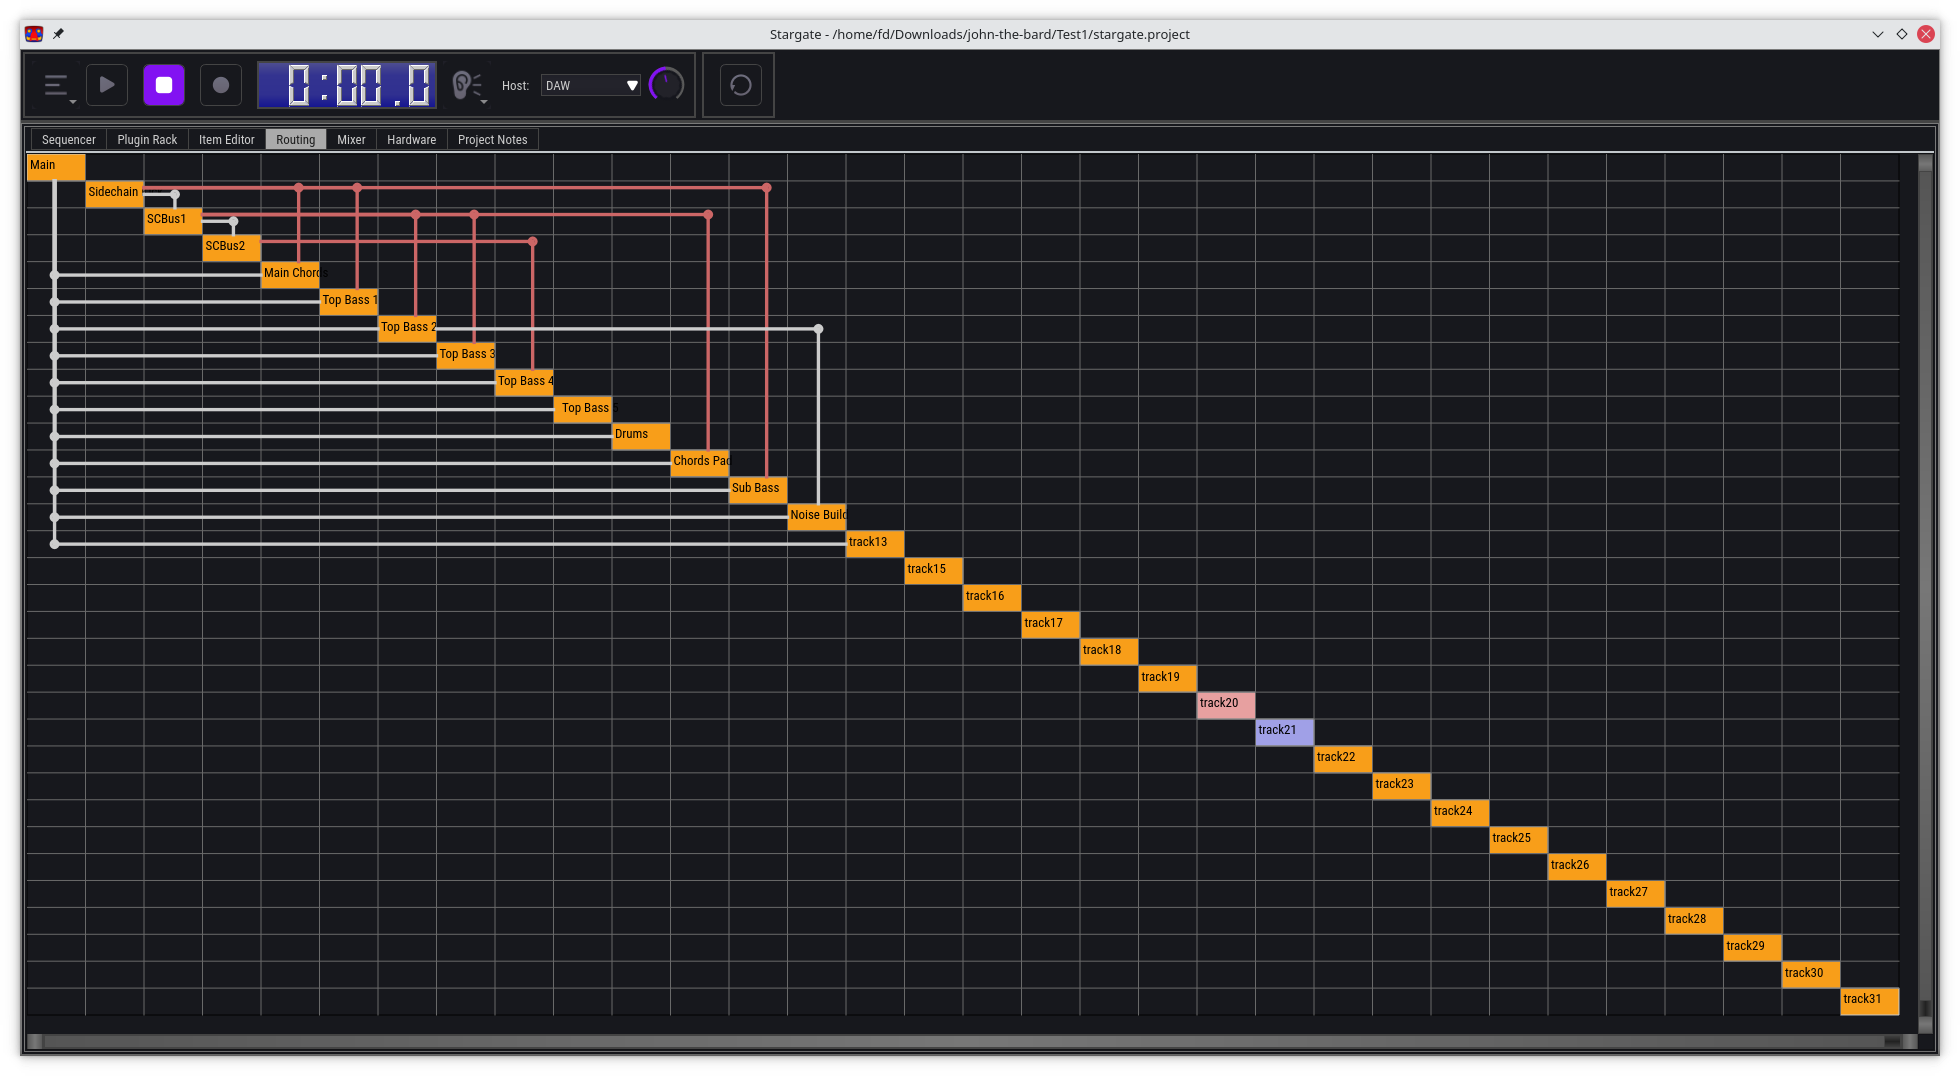 Stargate - /home/fd/Downloads/john-the-bard/Test1/stargate.project
0:00.0 Host: DAW
Sequencer Plugin Rack Item Editor Routing Mixer Hardware Project Notes
Main
Sidechain
SCBus1
SCBus2
Main Chords
Top Bass 1
Top Bass 2
Top Bass 3
Top Bass 4
Top Bass 5
Drums
Chords Pad
Sub Bass
Noise Build
track13
track15
track16
track17
track18
track19
track20
track21
track22
track23
track24
track25
track26
track27
track28
track29
track30
track31